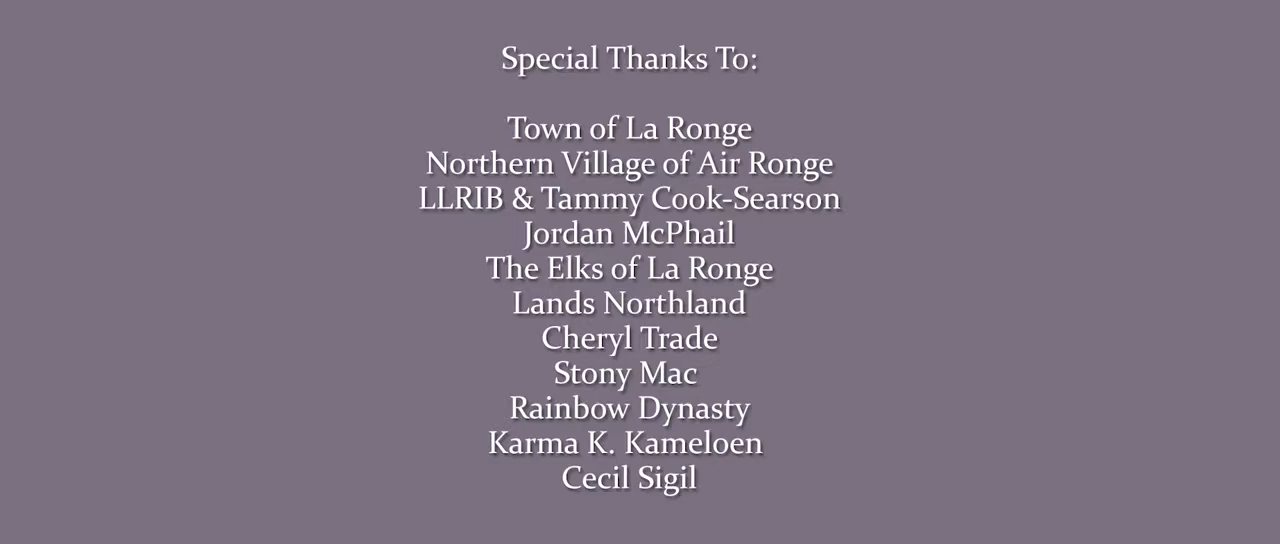 Special Thanks To:
Town of La Ronge
Northern Village of Air Ronge
LLRIB & Tammy Cook-Searson
Jordan McPhail
The Elks of La Ronge
Lands Northland
Cheryl Trade
Stony Mac
Rainbow Dynasty
Karma K. Kameloen
Cecil Sigil